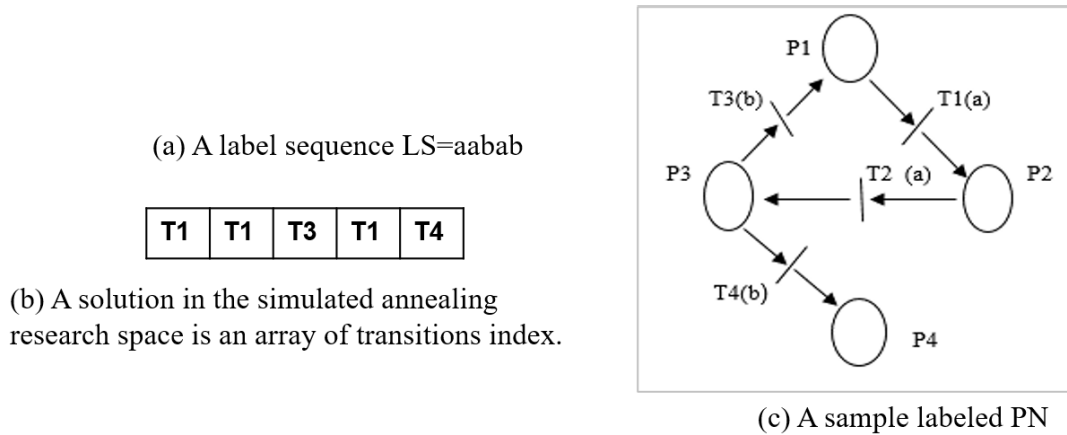 (a) A label sequence LS=aabab
T1 T1 T3 T1 T4
(b) A solution in the simulated annealing
research space is an array of transitions index.
P1
T3(b) T1(a)
P3 T2 (a) P2
T4(b)
P4
(c) A sample labeled PN